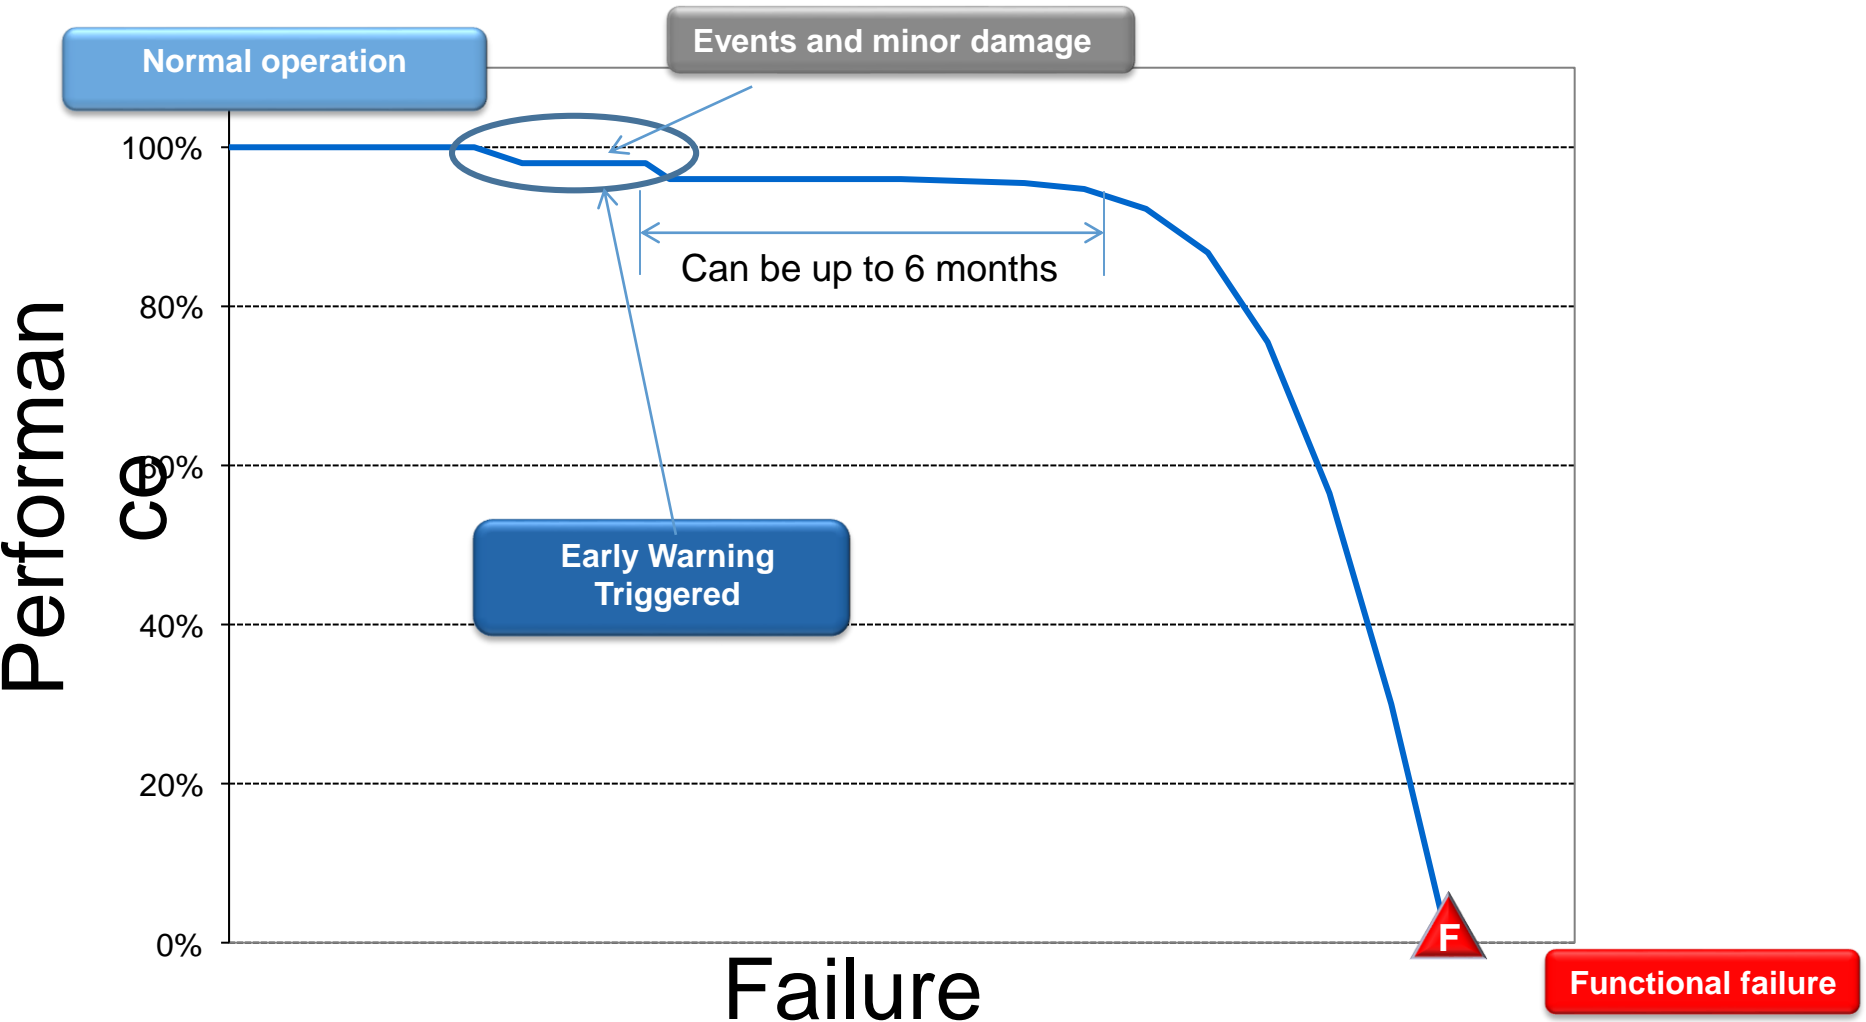 Normal operation
Events and minor damage
100%
Can be up to 6 months
80%
Performan
ce
60%
Early Warning
Triggered
40%
20%
0%
F
Failure
Functional failure